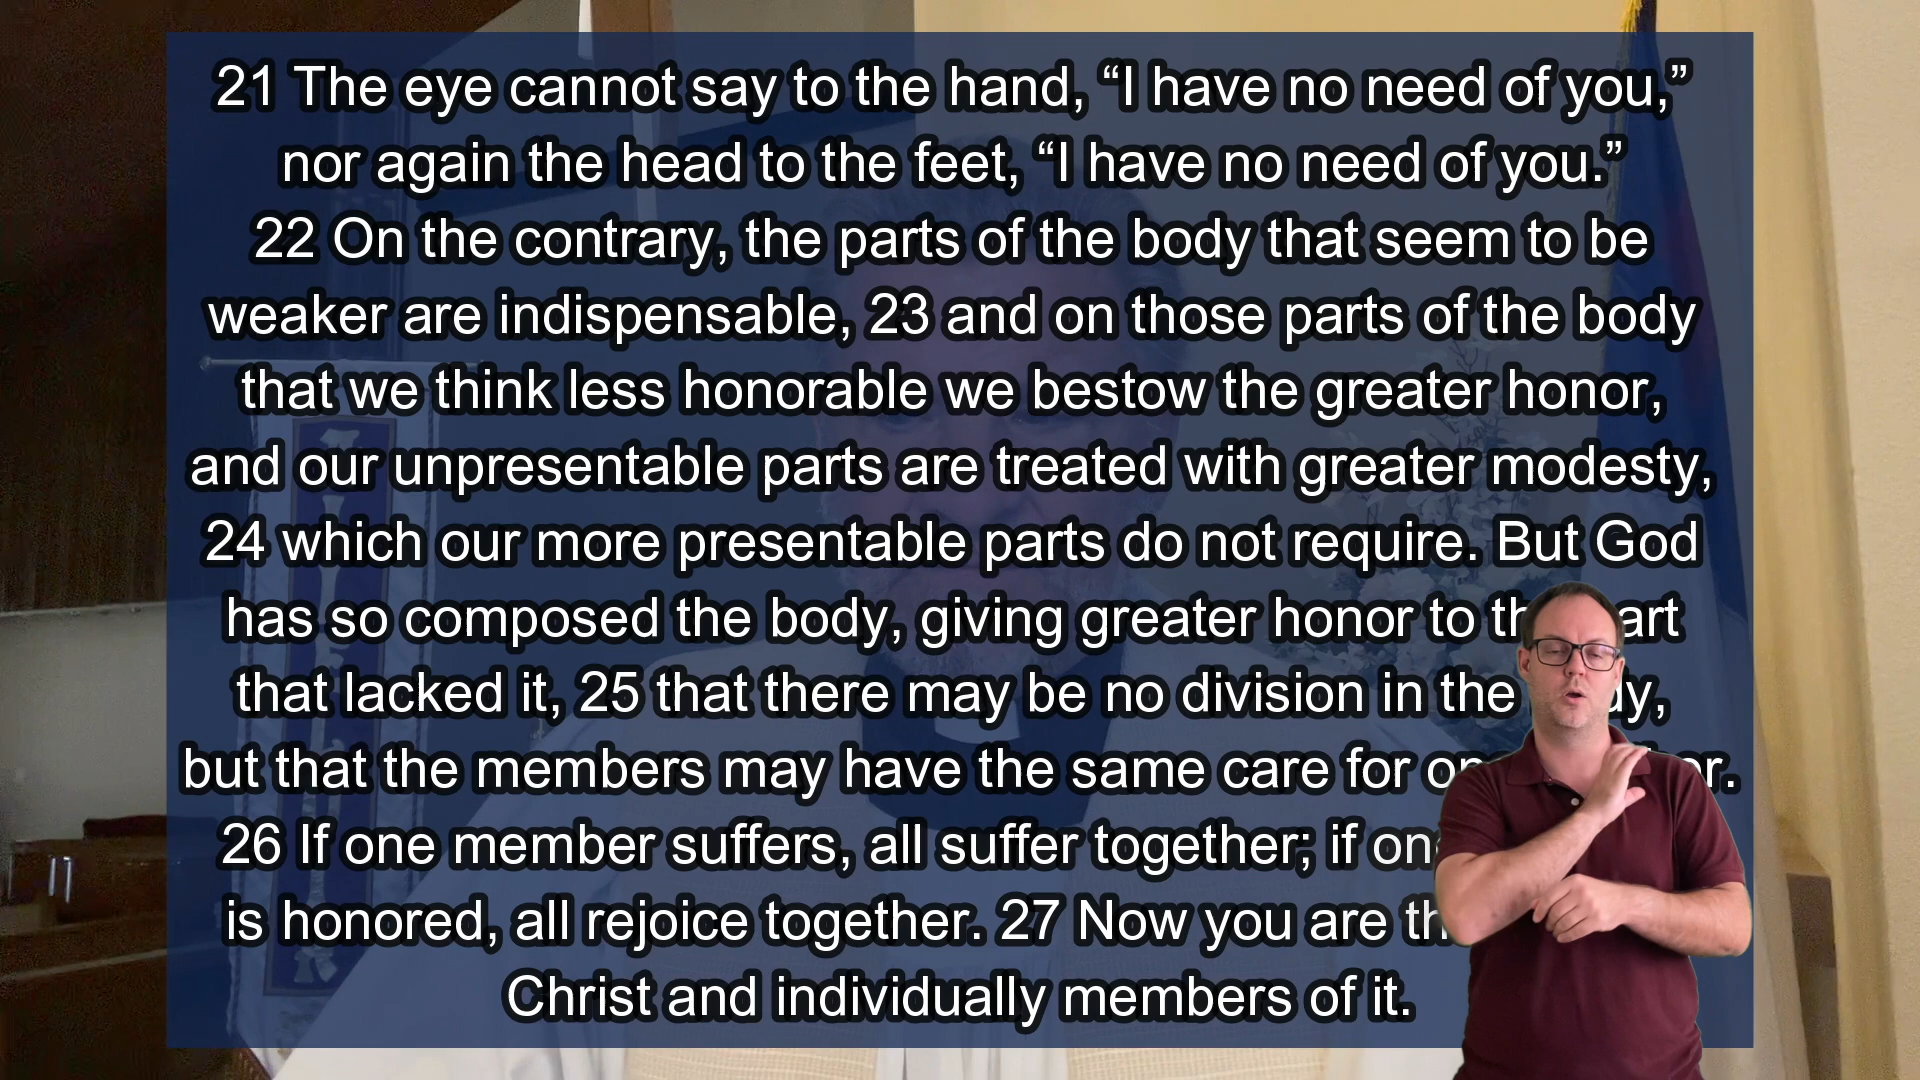 21 The eye cannot say to the hand, “I have no need of you,”
nor again the head to the feet, “I have no need of you.”
22 On the contrary, the parts of the body that seem to be
weaker are indispensable, 23 and on those parts of the body
that we think less honorable we bestow the greater honor,
and our unpresentable parts are treated with greater modesty,
24 which our more presentable parts do not require. But God
has so composed the body, giving greater honor to
that lacked it, 25 that there may be no division in the
but that the members may have the same care for
26 If one member suffers, all suffer together; if
is honored, all rejoice together. 27 Now you are
Christ and individually members of it.